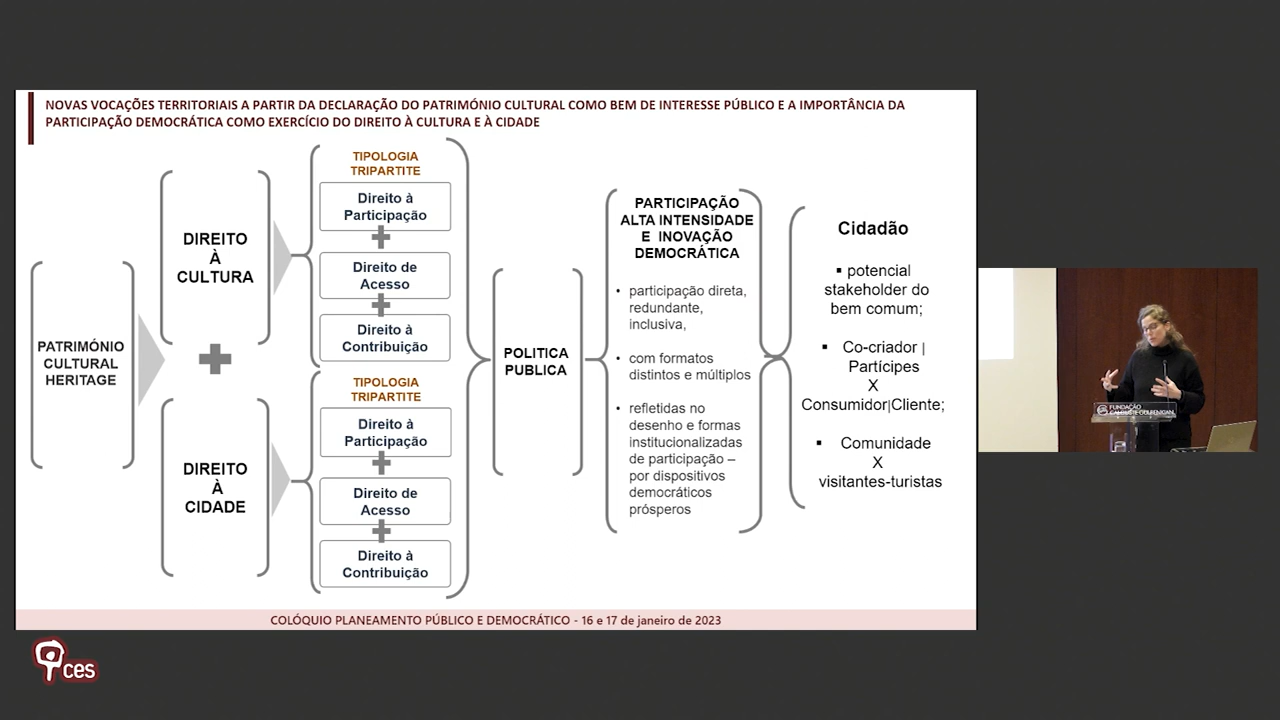 NOVAS VOCAÇÕES TERRITORIAIS A PARTIR DA DECLARAÇÃO DO PATRIMÓNIO CULTURAL COMO BEM DE INTERESSE PÚBLICO E A IMPORTÂNCIA DA
PARTICIPAÇÃO DEMOCRÁTICA COMO EXERCÍCIO DO DIREITO À CULTURA E À CIDADE
PATRIMÓNIO
CULTURAL
HERITAGE
DIREITO
À
CULTURA
DIREITO
À
CIDADE
TIPOLOGIA
TRIPARTITE
Direito à
Participação
Direito de
Acesso
Direito à
Contribuição
TIPOLOGIA
TRIPARTITE
Direito à
Participação
Direito de
Acesso
Direito à
Contribuição
POLITICA
PUBLICA
PARTICIPAÇÃO
ALTA INTENSIDADE
E INOVAÇÃO
DEMOCRÁTICA
• participação direta,
redundante,
inclusiva,
• com formatos
distintos e múltiplos
• refletidas no
desenho e formas
institucionalizadas
de participação –
por dispositivos
democráticos
prósperos
Cidadão
▪ potencial
stakeholder do
bem comum;
▪ Co-criador |
Partícipes
X
Consumidor|Cliente;
▪ Comunidade
X
visitantes-turistas
COLÓQUIO PLANEAMENTO PÚBLICO E DEMOCRÁTICO - 16 e 17 de janeiro de 2023
FUNDAÇÃO
CALOUSTE GULBENKIAN
ces